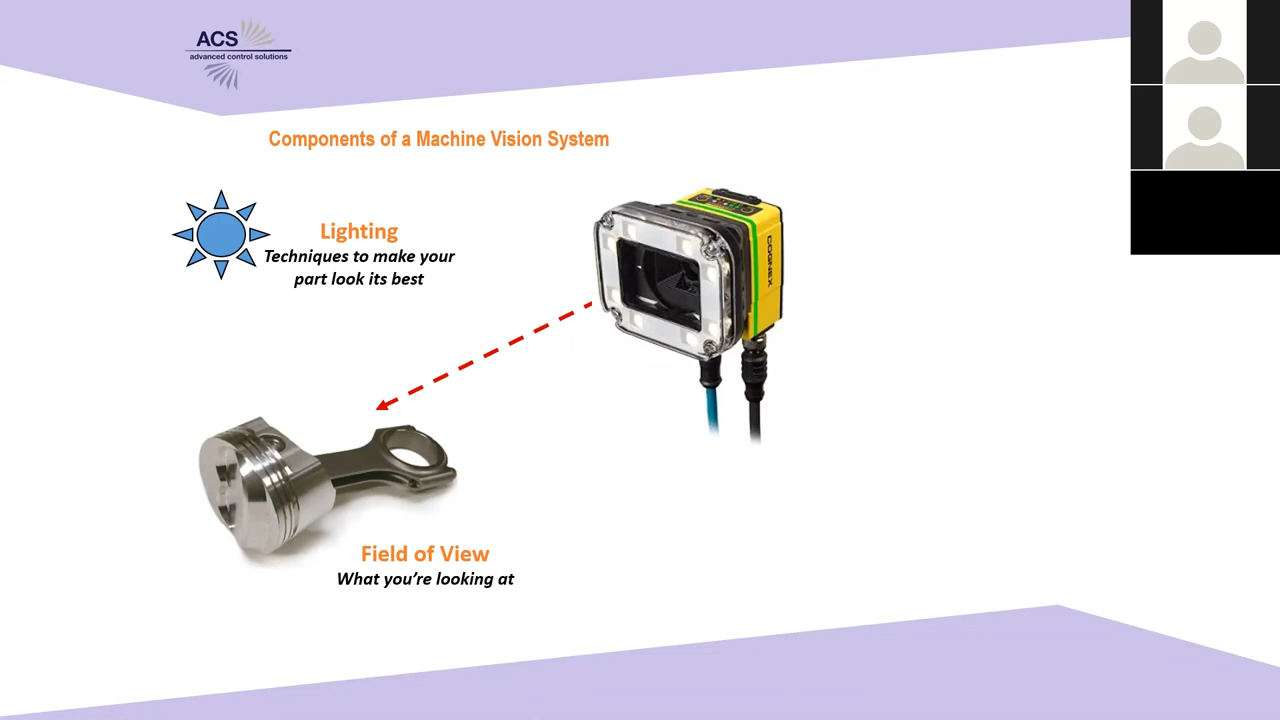 ACS
advanced control solutions
Components of a Machine Vision System
Lighting
Techniques to make your
part look its best
COGNEX
Field of View
What you’re looking at